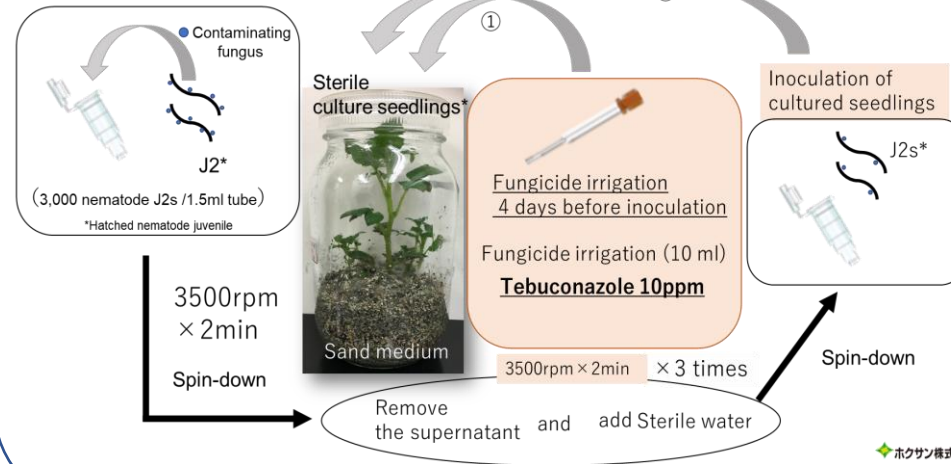 ①
Contaminating
fungus
J2*
(3,000 nematode J2s /1.5ml tube)
*Hatched nematode juvenile
Sterile
culture seedlings*
Sand medium
Fungicide irrigation
4 days before inoculation
Fungicide irrigation (10 ml)
Tebuconazole 10ppm
Inoculation of
cultured seedlings
J2s*
3500rpm
×2min
Spin-down
3500rpm×2min ×3 times
Remove
the supernatant and add Sterile water
Spin-down
ホクサン株式